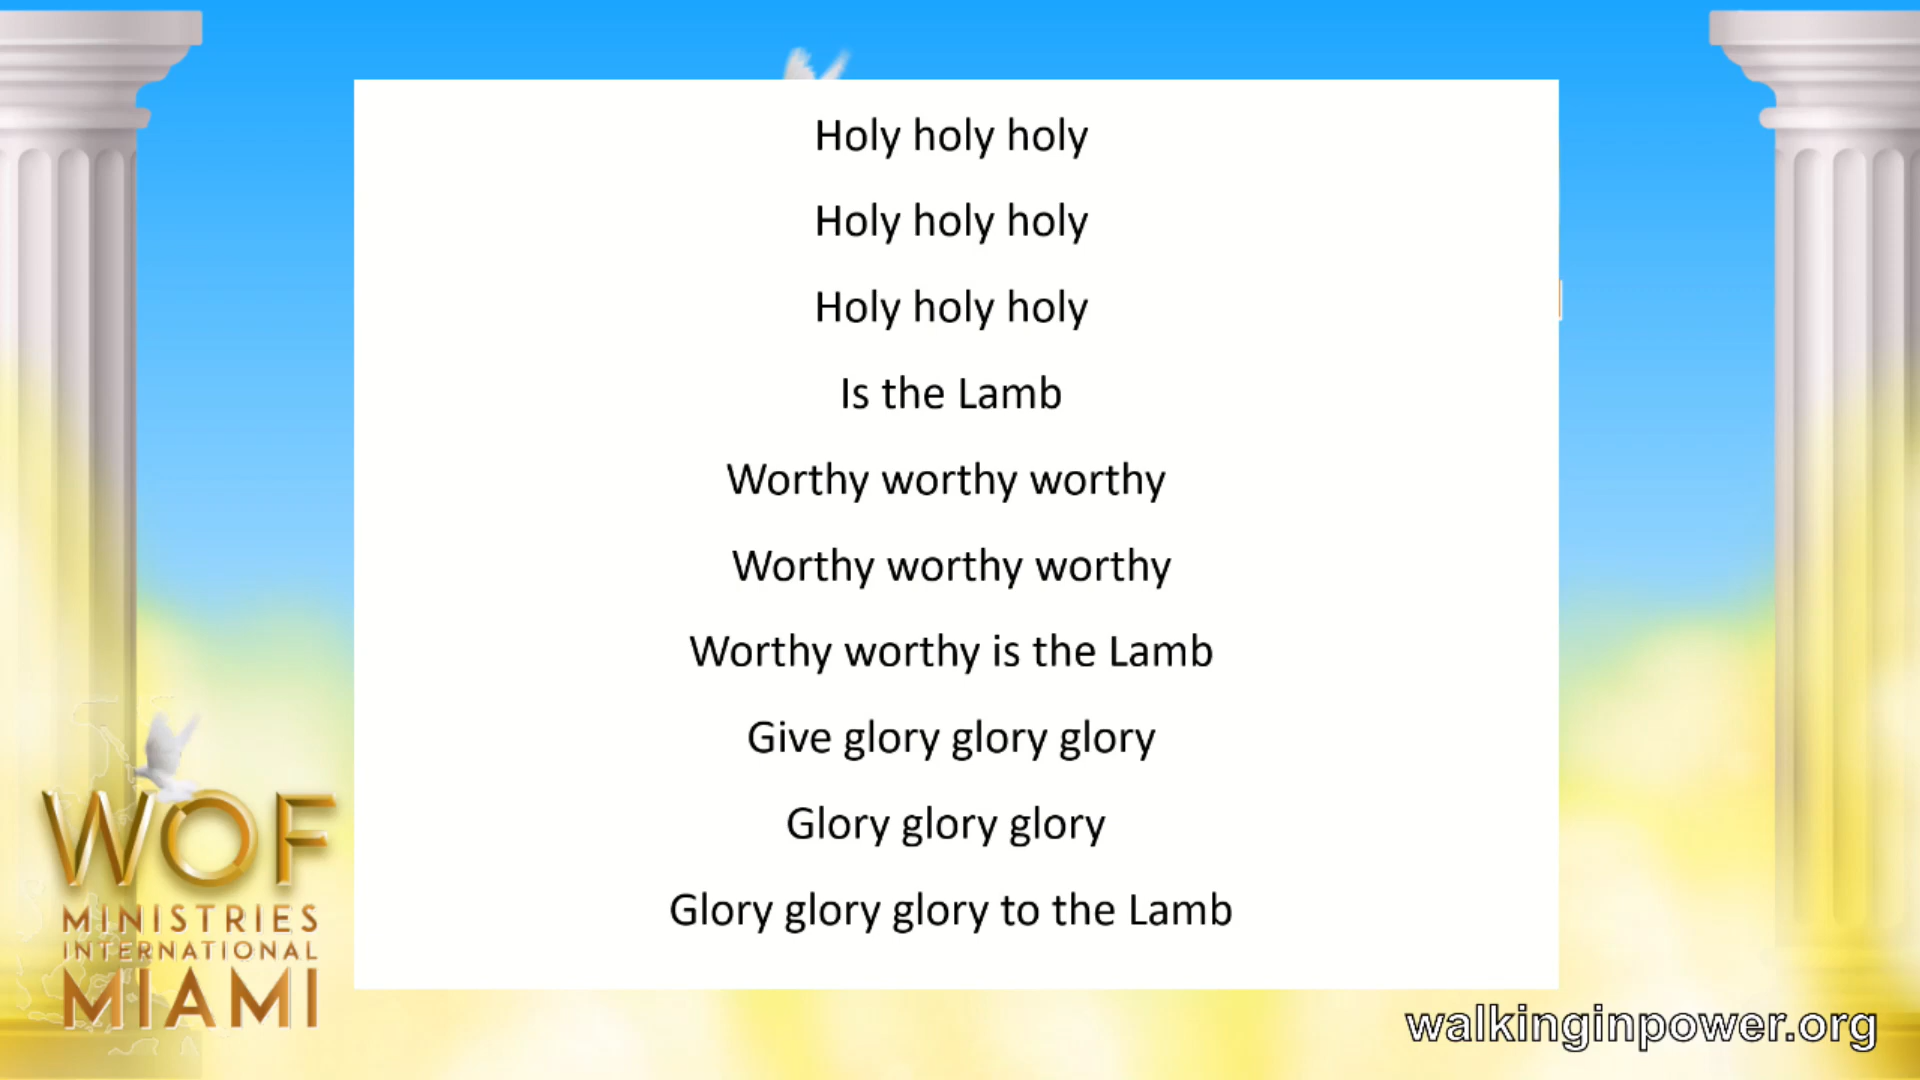 Holy holy holy
Holy holy holy
Holy holy holy
Is the Lamb
Worthy worthy worthy
Worthy worthy worthy
Worthy worthy is the Lamb
Give glory glory glory
Glory glory glory
Glory glory glory to the Lamb
WOF
MINISTRIES
INTERNATIONAL
MIAMI
walkinginpower.org